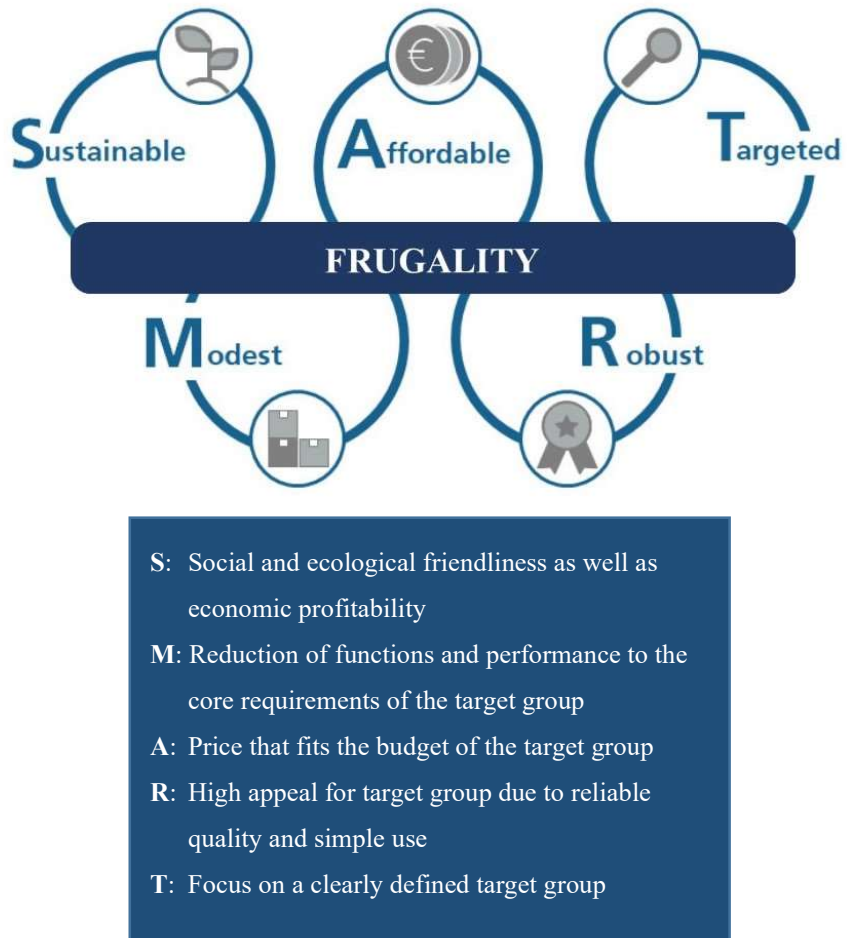 Sustainable
Affordable
Targeted
FRUGALITY
Modest
Robust
€
S: Social and ecological friendliness as well as
economic profitability
M: Reduction of functions and performance to the
core requirements of the target group
A: Price that fits the budget of the target group
R: High appeal for target group due to reliable
quality and simple use
T: Focus on a clearly defined target group